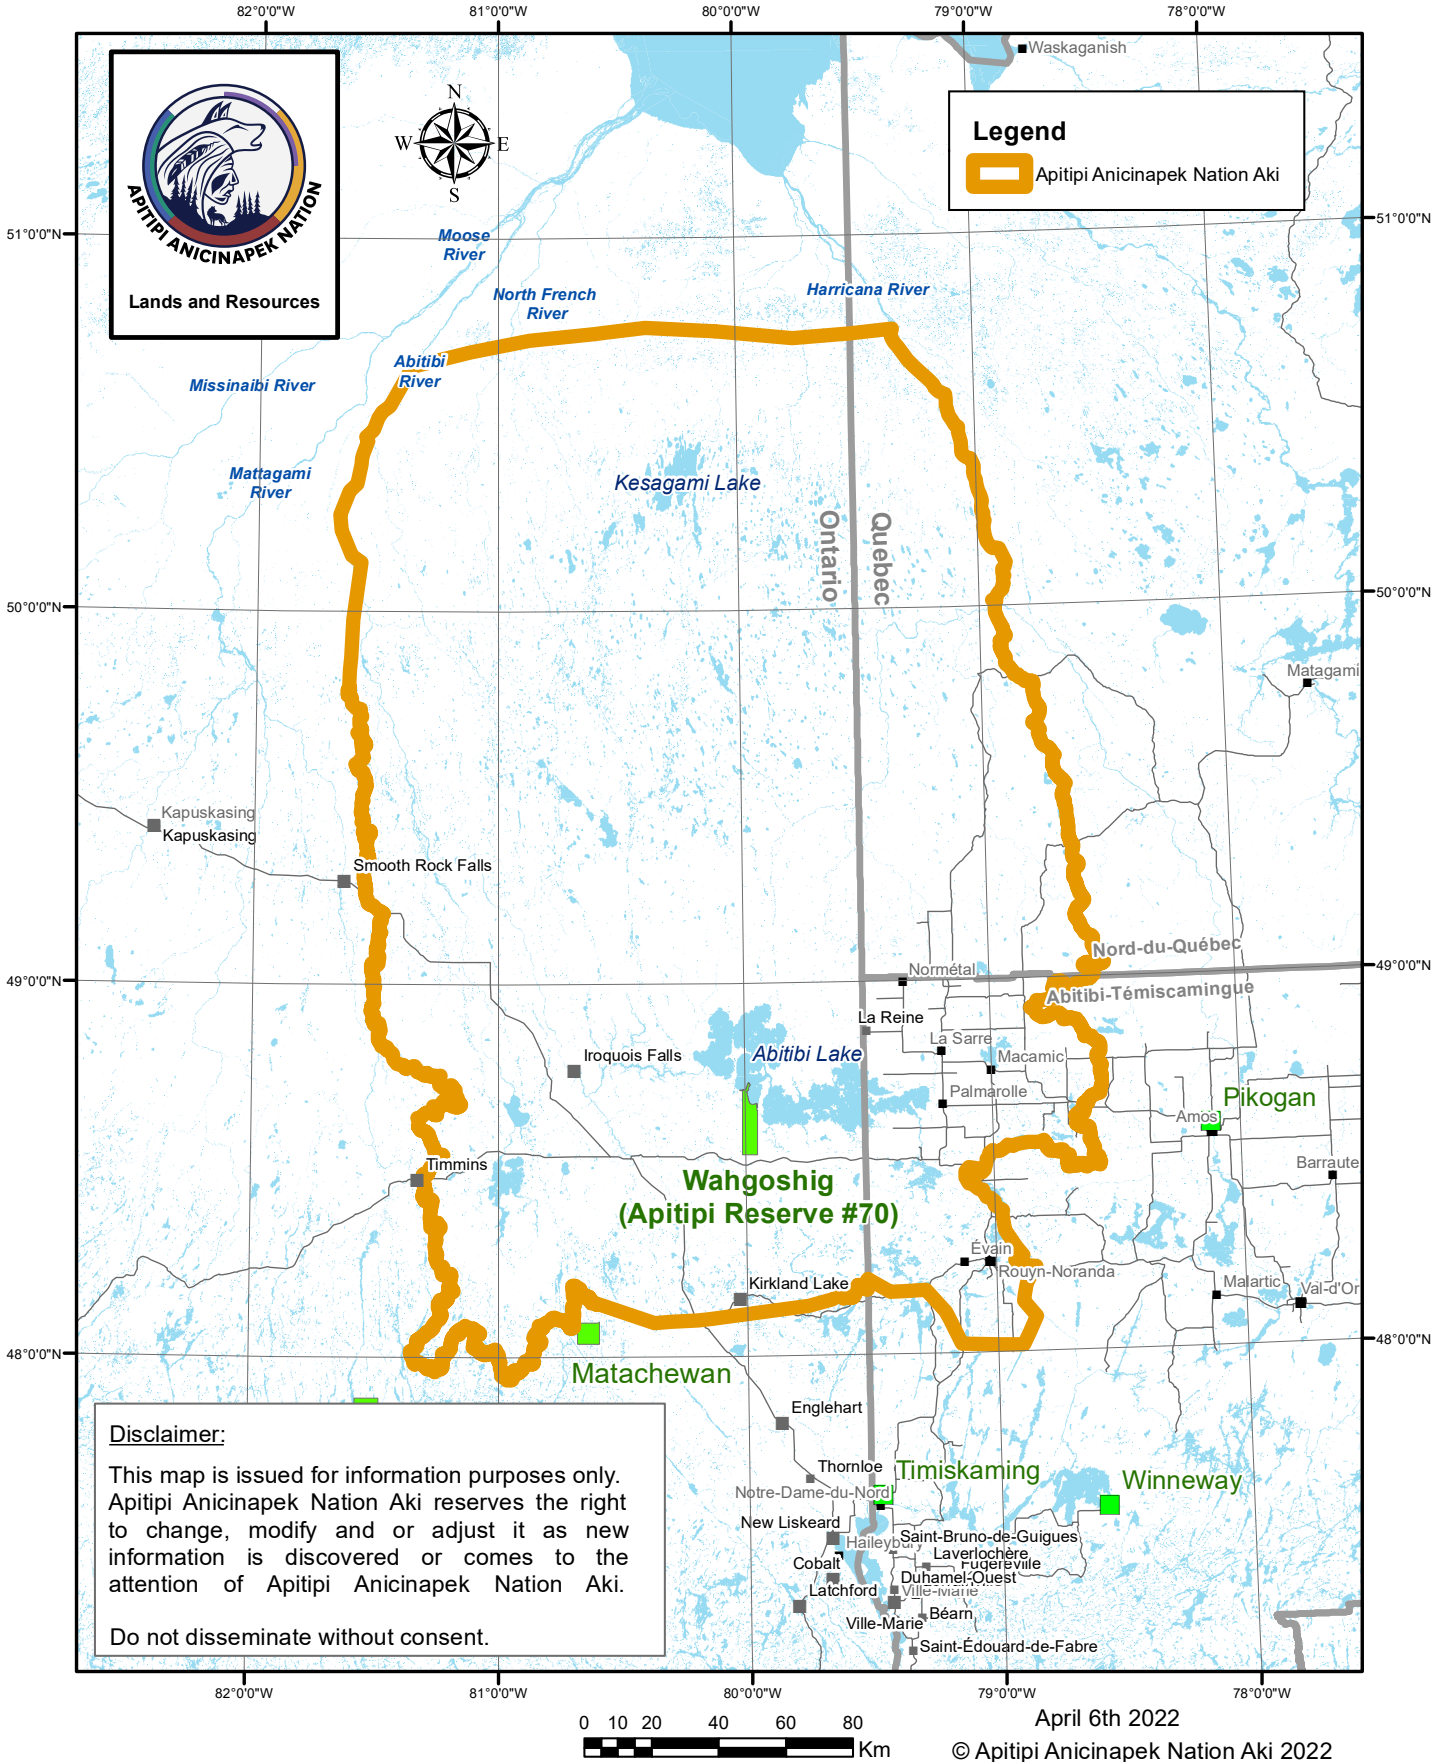 82°0'0"W
81°0'0"W
80°0'0"W
79°0'0"W
78°0'0"W
Waskaganish
APITIPI ANICINAPEK NATION
Lands and Resources
N
W
E
S
Legend
Apitipi Anicinapek Nation Aki
51°0'0"N
51°0'0"N
Moose
River
North French
River
Harricana River
Abitibi
River
Missinaibi River
Mattagami
River
Kesagami Lake
Ontario
Quebec
50°0'0"N
50°0'0"N
Matagami
Kapuskasing
Kapuskasing
Smooth Rock Falls
Nord-du-Québec
49°0'0"N
49°0'0"N
Normétal
Abitibi-Témiscamingue
La Reine
La Sarre
Iroquois Falls
Abitibi Lake
Macamic
Palmarolle
Pikogan
Amos
Timmins
Barraute
Wahgoshig
(Apitipi Reserve #70)
Évain
Rouyn-Noranda
Kirkland Lake
Malartic
Val-d'Or
48°0'0"N
48°0'0"N
Matachewan
Englehart
Thornloe
Timiskaming
Winneway
Notre-Dame-du-Nord
New Liskeard
Haileybury
Saint-Bruno-de-Guigues
Laverlochère
Fugèreville
Cobalt
Duhamel-Ouest
Latchford
Ville-Marie
Béarn
Ville-Marie
Saint-Édouard-de-Fabre
Disclaimer:
This map is issued for information purposes only.
Apitipi Anicinapek Nation Aki reserves the right
to change, modify and or adjust it as new
information is discovered or comes to the
attention of Apitipi Anicinapek Nation Aki.
Do not disseminate without consent.
82°0'0"W
81°0'0"W
80°0'0"W
79°0'0"W
78°0'0"W
0 10 20 40 60 80
Km
April 6th 2022
© Apitipi Anicinapek Nation Aki 2022